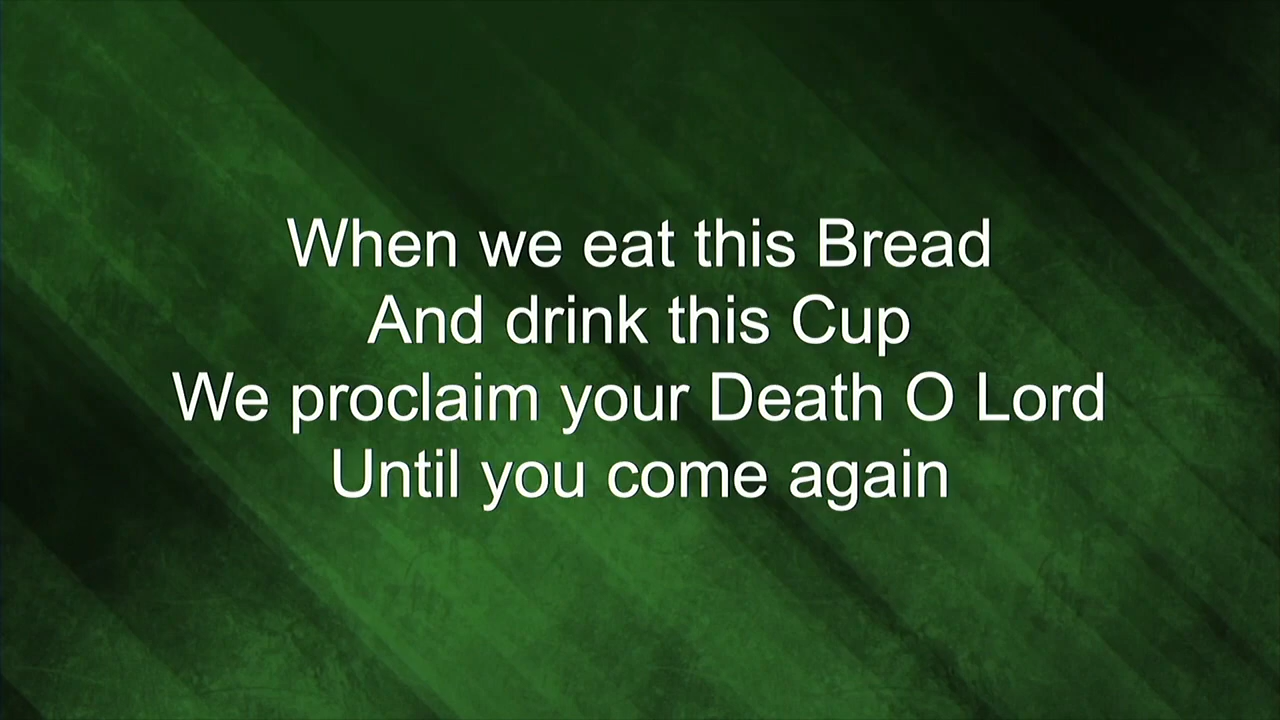 When we eat this Bread
And drink this Cup
We proclaim your Death O Lord
Until you come again